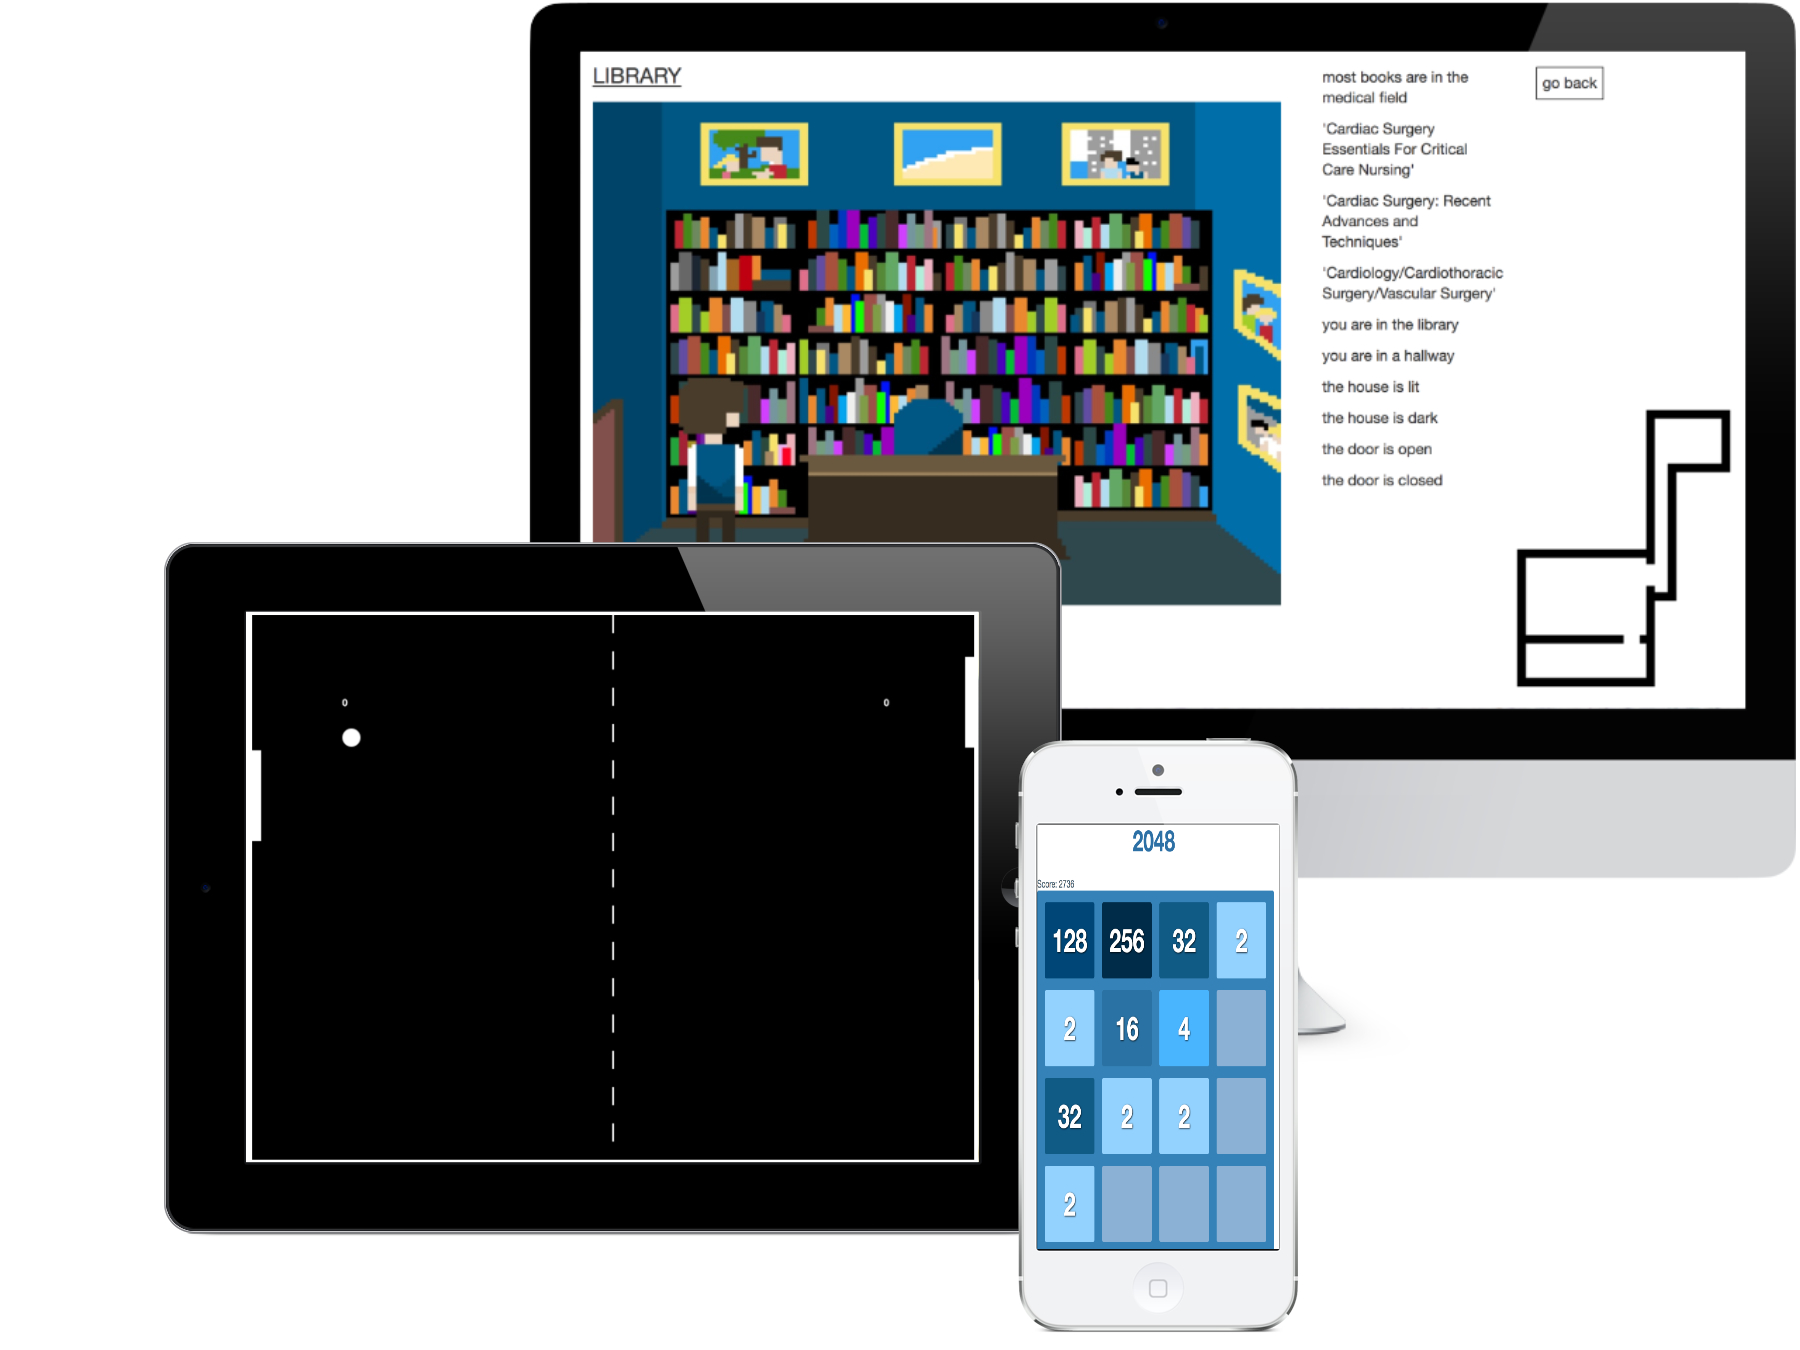 LIBRARY
most books are in the
medical field
'Cardiac Surgery
Essentials For Critical
Care Nursing'
'Cardiac Surgery: Recent
Advances and
Techniques'
'Cardiology/Cardiothoracic
Surgery/Vascular Surgery'
you are in the library
you are in a hallway
the house is lit
the house is dark
the door is open
the door is closed
go back
0 0
2048
Score: 2736
128 256 32 2
2 16 4
32 2 2
2